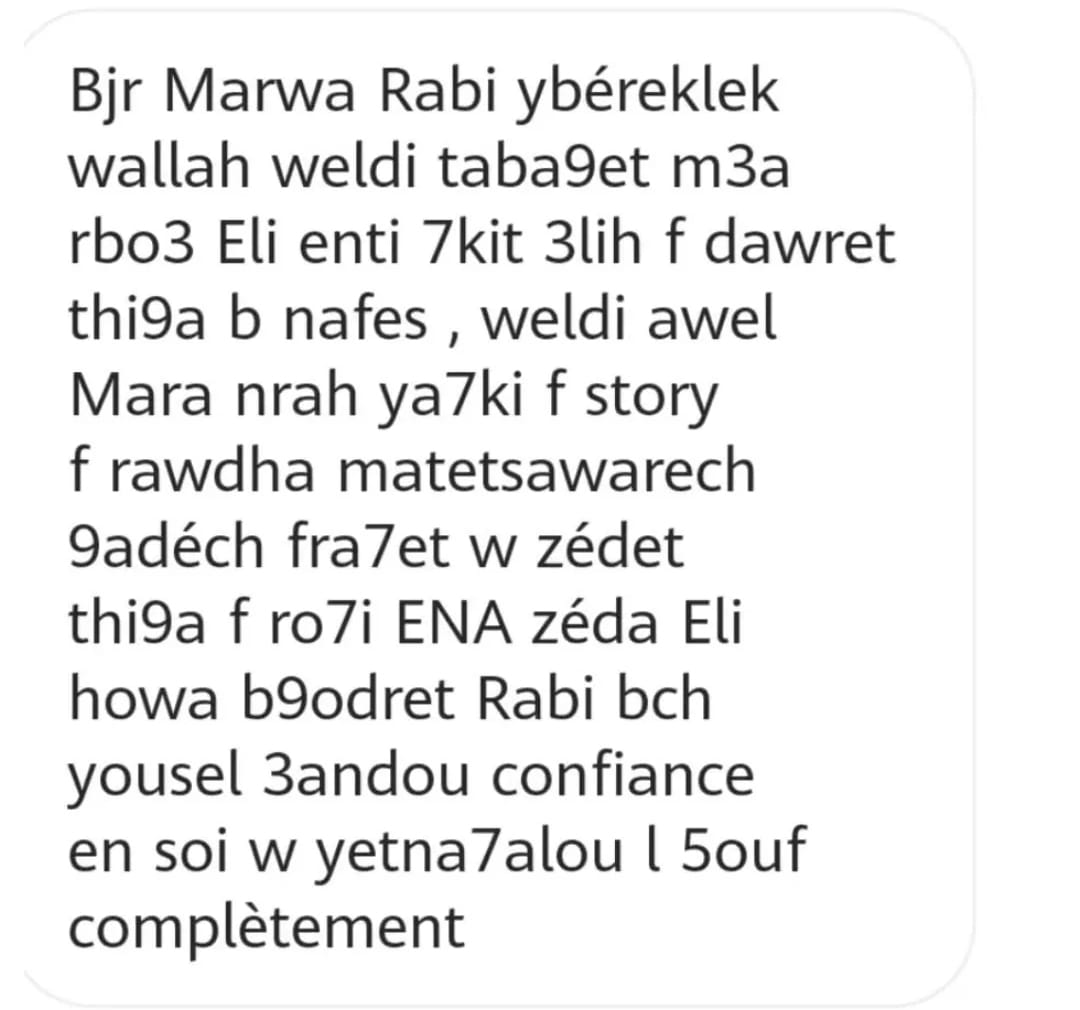 Bjr Marwa Rabi ybéreklek
wallah weldi taba9et m3a
rbo3 Eli enti 7kit 3lih f dawret
thi9a b nafes , weldi awel
Mara nrah ya7ki f story
f rawdha matetsawarech
9adéch fra7et w zédet
thi9a f ro7i ENA zéda Eli
howa b9odret Rabi bch
yousel 3andou confiance
en soi w yetna7alou l 5ouf
complètement